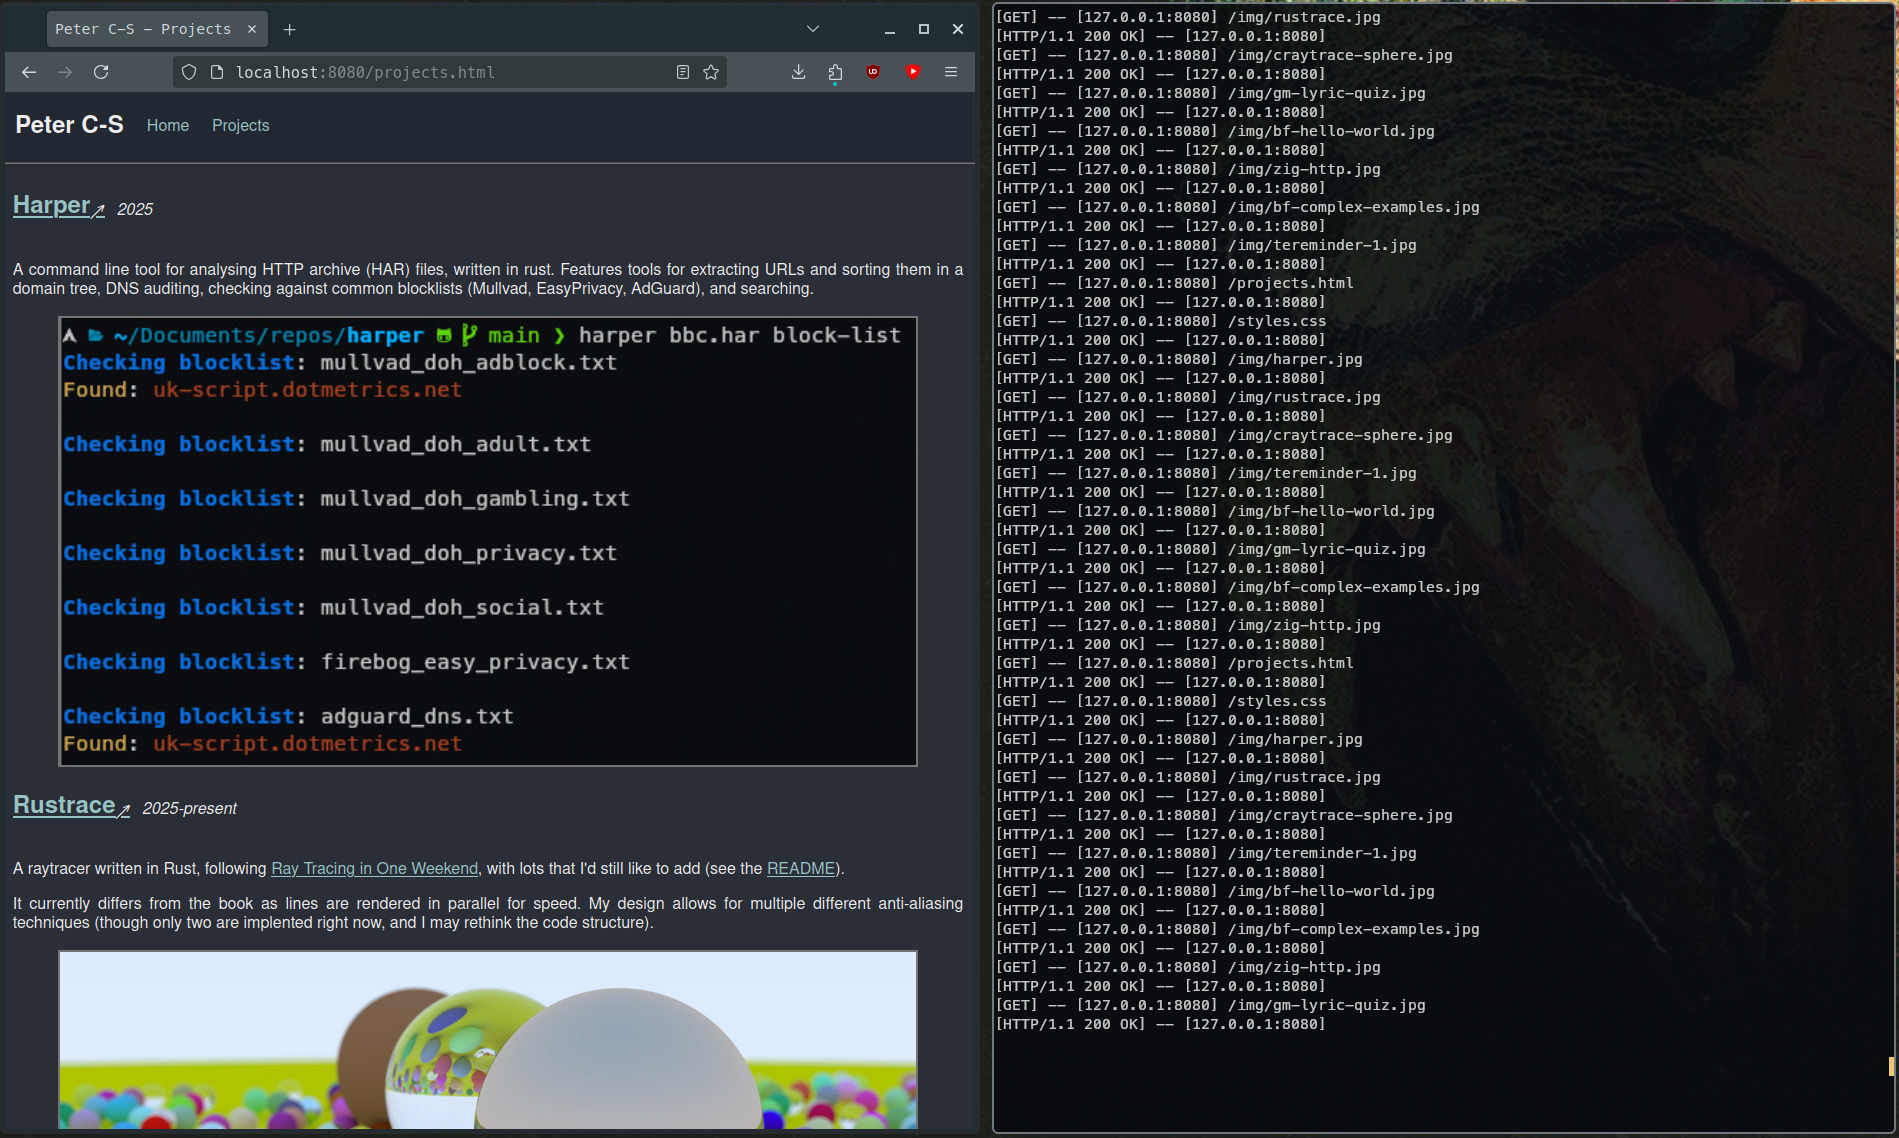 Peter C-S - Projects
localhost:8080/projects.html
Peter C-S
Home
Projects
Harper
2025
A command line tool for analysing HTTP archive (HAR) files, written in rust. Features tools for extracting URLs and sorting them in a
domain tree, DNS auditing, checking against common blocklists (Mullvad, EasyPrivacy, AdGuard), and searching.
~/Documents/repos/harper main ❯ harper bbc.har block-list
Checking blocklist: mullvad_doh_adblock.txt
Found: uk-script.dotmetrics.net
Checking blocklist: mullvad_doh_adult.txt
Checking blocklist: mullvad_doh_gambling.txt
Checking blocklist: mullvad_doh_privacy.txt
Checking blocklist: mullvad_doh_social.txt
Checking blocklist: firebog_easy_privacy.txt
Checking blocklist: adguard_dns.txt
Found: uk-script.dotmetrics.net
Rustrace
2025-present
A raytracer written in Rust, following Ray Tracing in One Weekend, with lots that I'd still like to add (see the README).
It currently differs from the book as lines are rendered in parallel for speed. My design allows for multiple different anti-aliasing
techniques (though only two are implented right now, and I may rethink the code structure).
[GET] -- [127.0.0.1:8080] /img/rustrace.jpg
[HTTP/1.1 200 OK] -- [127.0.0.1:8080]
[GET] -- [127.0.0.1:8080] /img/craytrace-sphere.jpg
[HTTP/1.1 200 OK] -- [127.0.0.1:8080]
[GET] -- [127.0.0.1:8080] /img/gm-lyric-quiz.jpg
[HTTP/1.1 200 OK] -- [127.0.0.1:8080]
[GET] -- [127.0.0.1:8080] /img/bf-hello-world.jpg
[HTTP/1.1 200 OK] -- [127.0.0.1:8080]
[GET] -- [127.0.0.1:8080] /img/zig-http.jpg
[HTTP/1.1 200 OK] -- [127.0.0.1:8080]
[GET] -- [127.0.0.1:8080] /img/bf-complex-examples.jpg
[HTTP/1.1 200 OK] -- [127.0.0.1:8080]
[GET] -- [127.0.0.1:8080] /img/tereminder-1.jpg
[HTTP/1.1 200 OK] -- [127.0.0.1:8080]
[GET] -- [127.0.0.1:8080] /projects.html
[HTTP/1.1 200 OK] -- [127.0.0.1:8080]
[GET] -- [127.0.0.1:8080] /styles.css
[HTTP/1.1 200 OK] -- [127.0.0.1:8080]
[GET] -- [127.0.0.1:8080] /img/harper.jpg
[HTTP/1.1 200 OK] -- [127.0.0.1:8080]
[GET] -- [127.0.0.1:8080] /img/rustrace.jpg
[HTTP/1.1 200 OK] -- [127.0.0.1:8080]
[GET] -- [127.0.0.1:8080] /img/craytrace-sphere.jpg
[HTTP/1.1 200 OK] -- [127.0.0.1:8080]
[GET] -- [127.0.0.1:8080] /img/tereminder-1.jpg
[HTTP/1.1 200 OK] -- [127.0.0.1:8080]
[GET] -- [127.0.0.1:8080] /img/bf-hello-world.jpg
[HTTP/1.1 200 OK] -- [127.0.0.1:8080]
[GET] -- [127.0.0.1:8080] /img/gm-lyric-quiz.jpg
[HTTP/1.1 200 OK] -- [127.0.0.1:8080]
[GET] -- [127.0.0.1:8080] /img/bf-complex-examples.jpg
[HTTP/1.1 200 OK] -- [127.0.0.1:8080]
[GET] -- [127.0.0.1:8080] /img/zig-http.jpg
[HTTP/1.1 200 OK] -- [127.0.0.1:8080]
[GET] -- [127.0.0.1:8080] /projects.html
[HTTP/1.1 200 OK] -- [127.0.0.1:8080]
[GET] -- [127.0.0.1:8080] /styles.css
[HTTP/1.1 200 OK] -- [127.0.0.1:8080]
[GET] -- [127.0.0.1:8080] /img/harper.jpg
[HTTP/1.1 200 OK] -- [127.0.0.1:8080]
[GET] -- [127.0.0.1:8080] /img/rustrace.jpg
[HTTP/1.1 200 OK] -- [127.0.0.1:8080]
[GET] -- [127.0.0.1:8080] /img/craytrace-sphere.jpg
[HTTP/1.1 200 OK] -- [127.0.0.1:8080]
[GET] -- [127.0.0.1:8080] /img/tereminder-1.jpg
[HTTP/1.1 200 OK] -- [127.0.0.1:8080]
[GET] -- [127.0.0.1:8080] /img/bf-hello-world.jpg
[HTTP/1.1 200 OK] -- [127.0.0.1:8080]
[GET] -- [127.0.0.1:8080] /img/bf-complex-examples.jpg
[HTTP/1.1 200 OK] -- [127.0.0.1:8080]
[GET] -- [127.0.0.1:8080] /img/zig-http.jpg
[HTTP/1.1 200 OK] -- [127.0.0.1:8080]
[GET] -- [127.0.0.1:8080] /img/gm-lyric-quiz.jpg
[HTTP/1.1 200 OK] -- [127.0.0.1:8080]